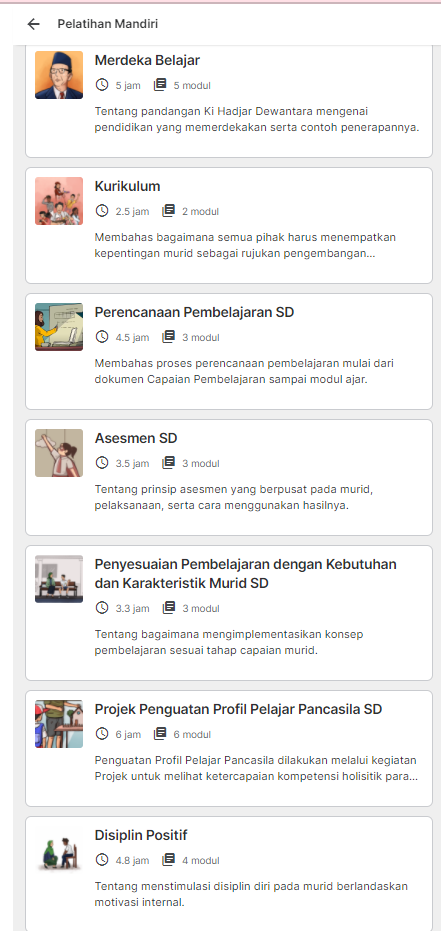 Pelatihan Mandiri
Merdeka Belajar
5 jam 5 modul
Tentang pandangan Ki Hadjar Dewantara mengenai
pendidikan yang memerdekakan serta contoh penerapannya.
Kurikulum
2.5 jam 2 modul
Membahas bagaimana semua pihak harus menempatkan
kepentingan murid sebagai rujukan pengembangan...
Perencanaan Pembelajaran SD
4.5 jam 3 modul
Membahas proses perencanaan pembelajaran mulai dari
dokumen Capaian Pembelajaran sampai modul ajar.
Asesmen SD
3.5 jam 3 modul
Tentang prinsip asesmen yang berpusat pada murid,
pelaksanaan, serta cara menggunakan hasilnya.
Penyesuaian Pembelajaran dengan Kebutuhan
dan Karakteristik Murid SD
3.3 jam 3 modul
Tentang bagaimana mengimplementasikan konsep
pembelajaran sesuai tahap capaian murid.
Projek Penguatan Profil Pelajar Pancasila SD
6 jam 6 modul
Penguatan Profil Pelajar Pancasila dilakukan melalui kegiatan
Projek untuk melihat ketercapaian kompetensi holisitik para...
Disiplin Positif
4.8 jam 4 modul
Tentang menstimulasi disiplin diri pada murid berlandaskan
motivasi internal.